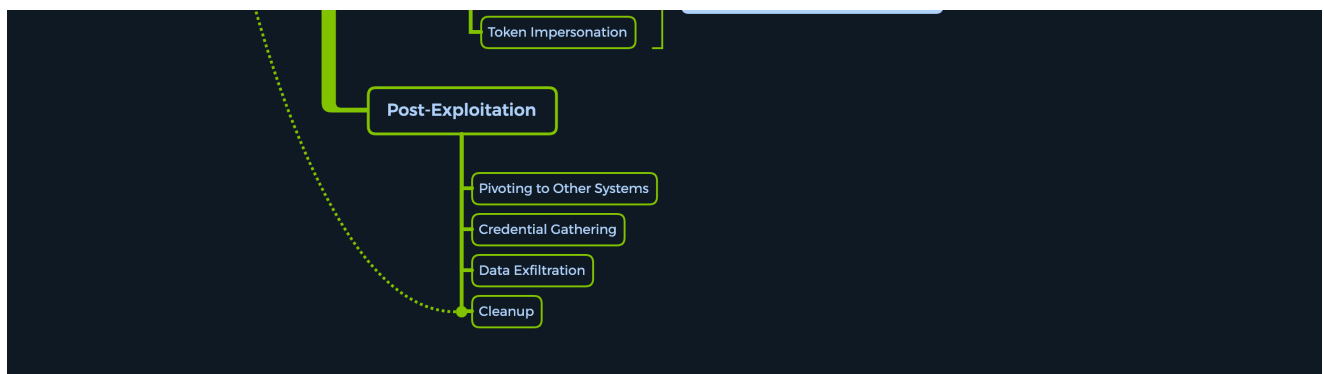 Token Impersonation
Post-Exploitation
Pivoting to Other Systems
Credential Gathering
Data Exfiltration
Cleanup